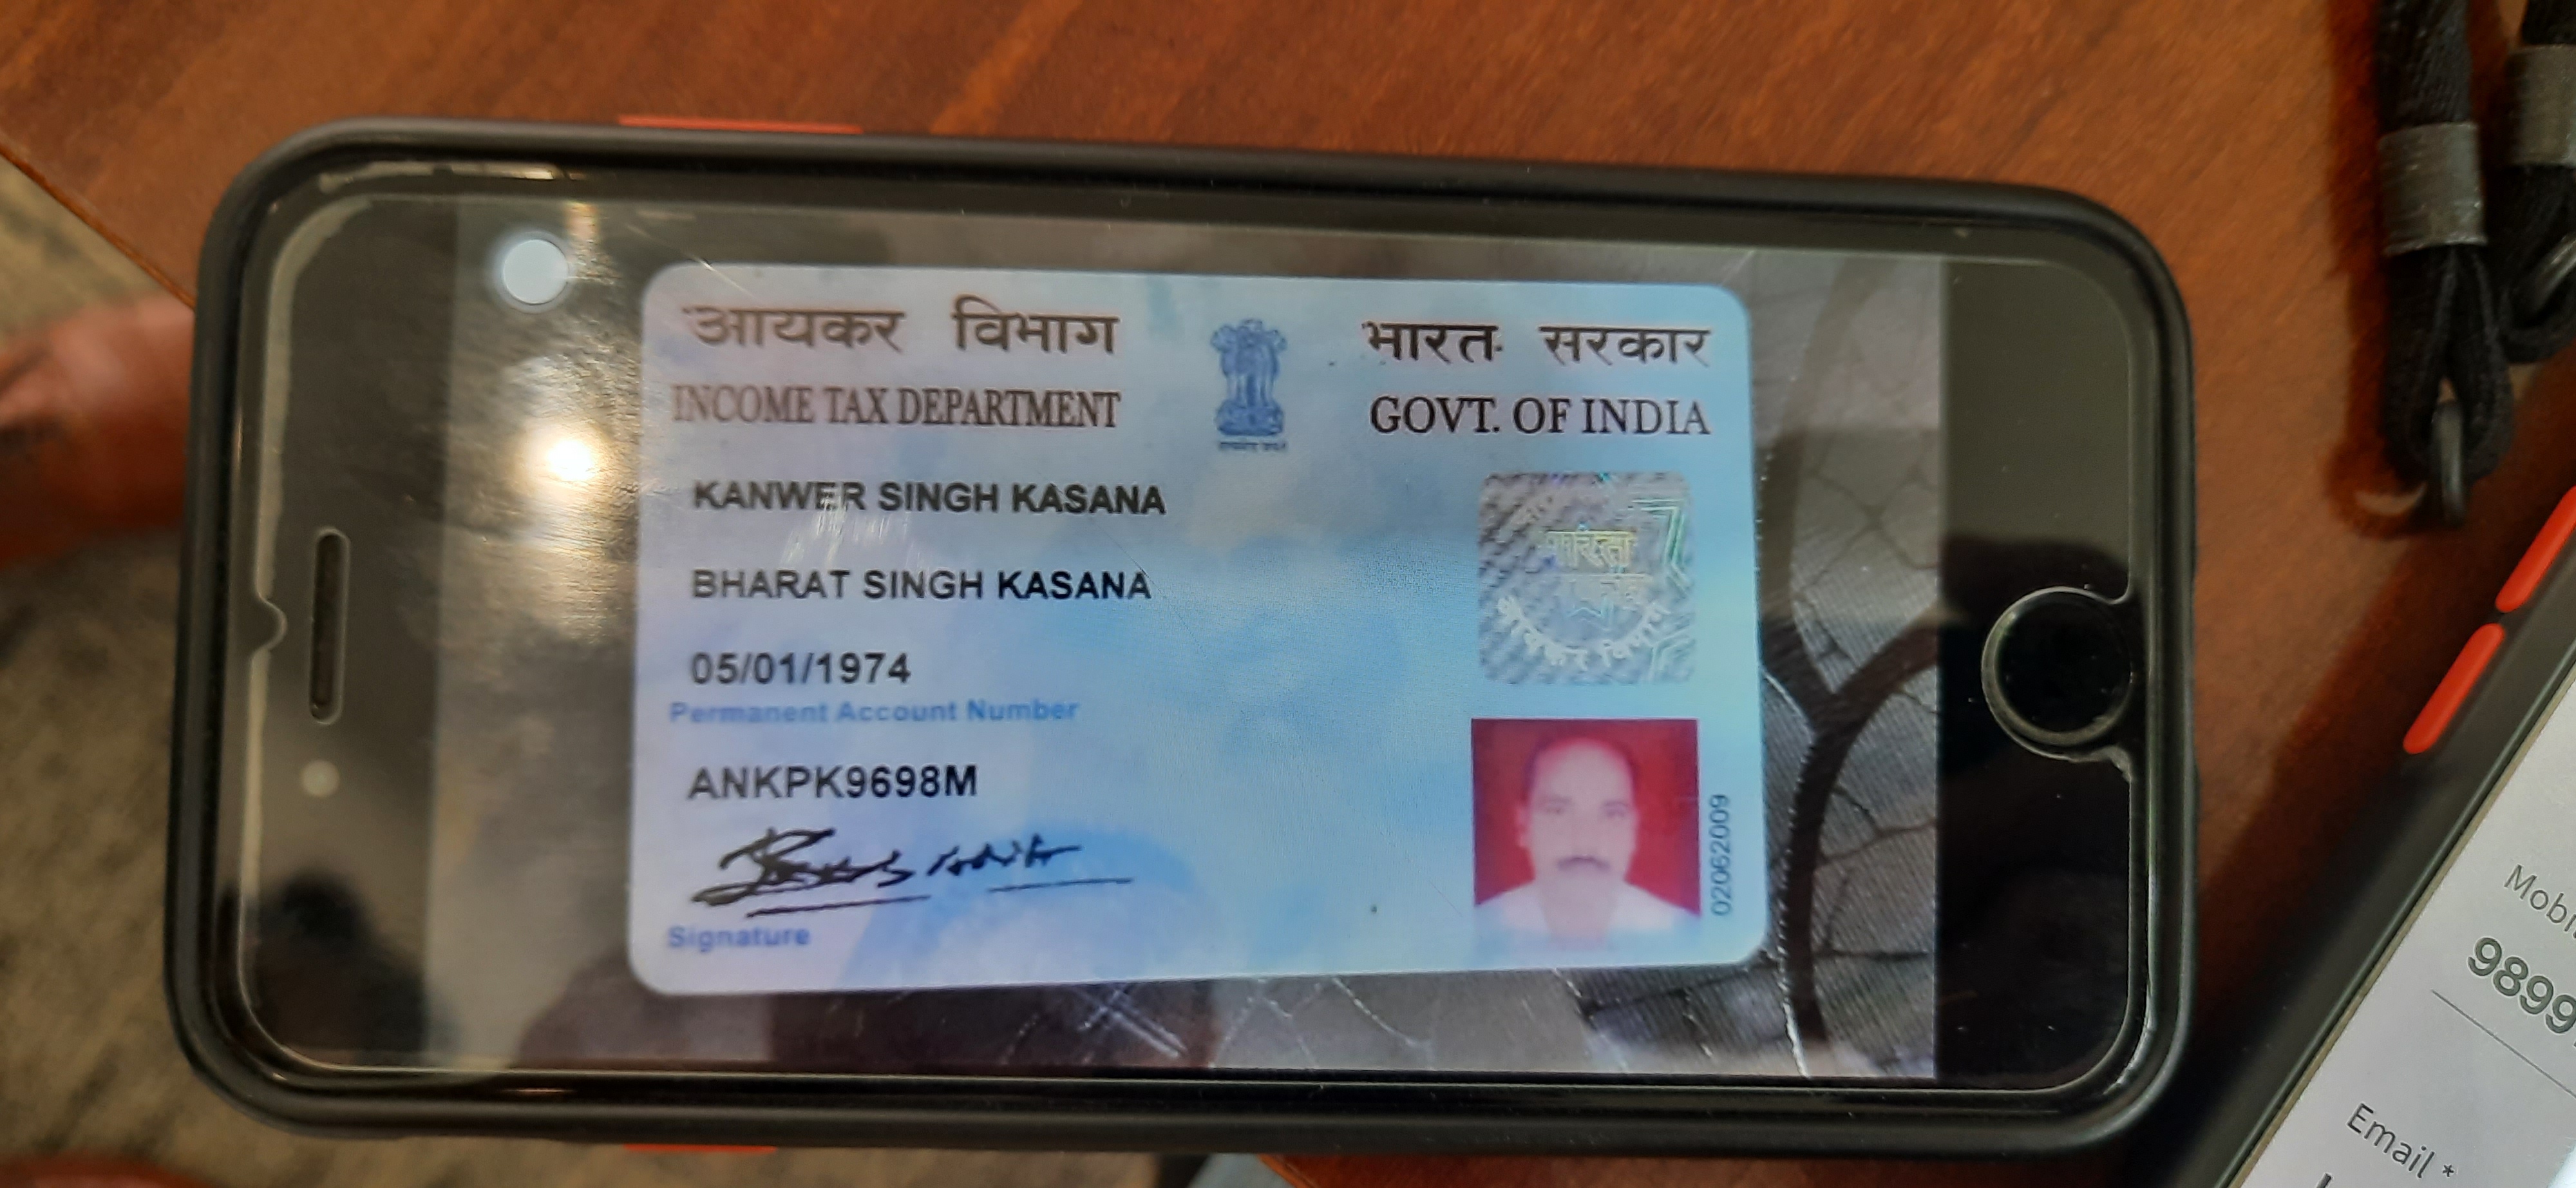 आयकर विभाग
भारत सरकार
INCOME TAX DEPARTMENT
GOVT. OF INDIA
KANWER SINGH KASANA
BHARAT SINGH KASANA
05/01/1974
Permanent Account Number
ANKPK9698M
Signature
02062009
9899
Email *